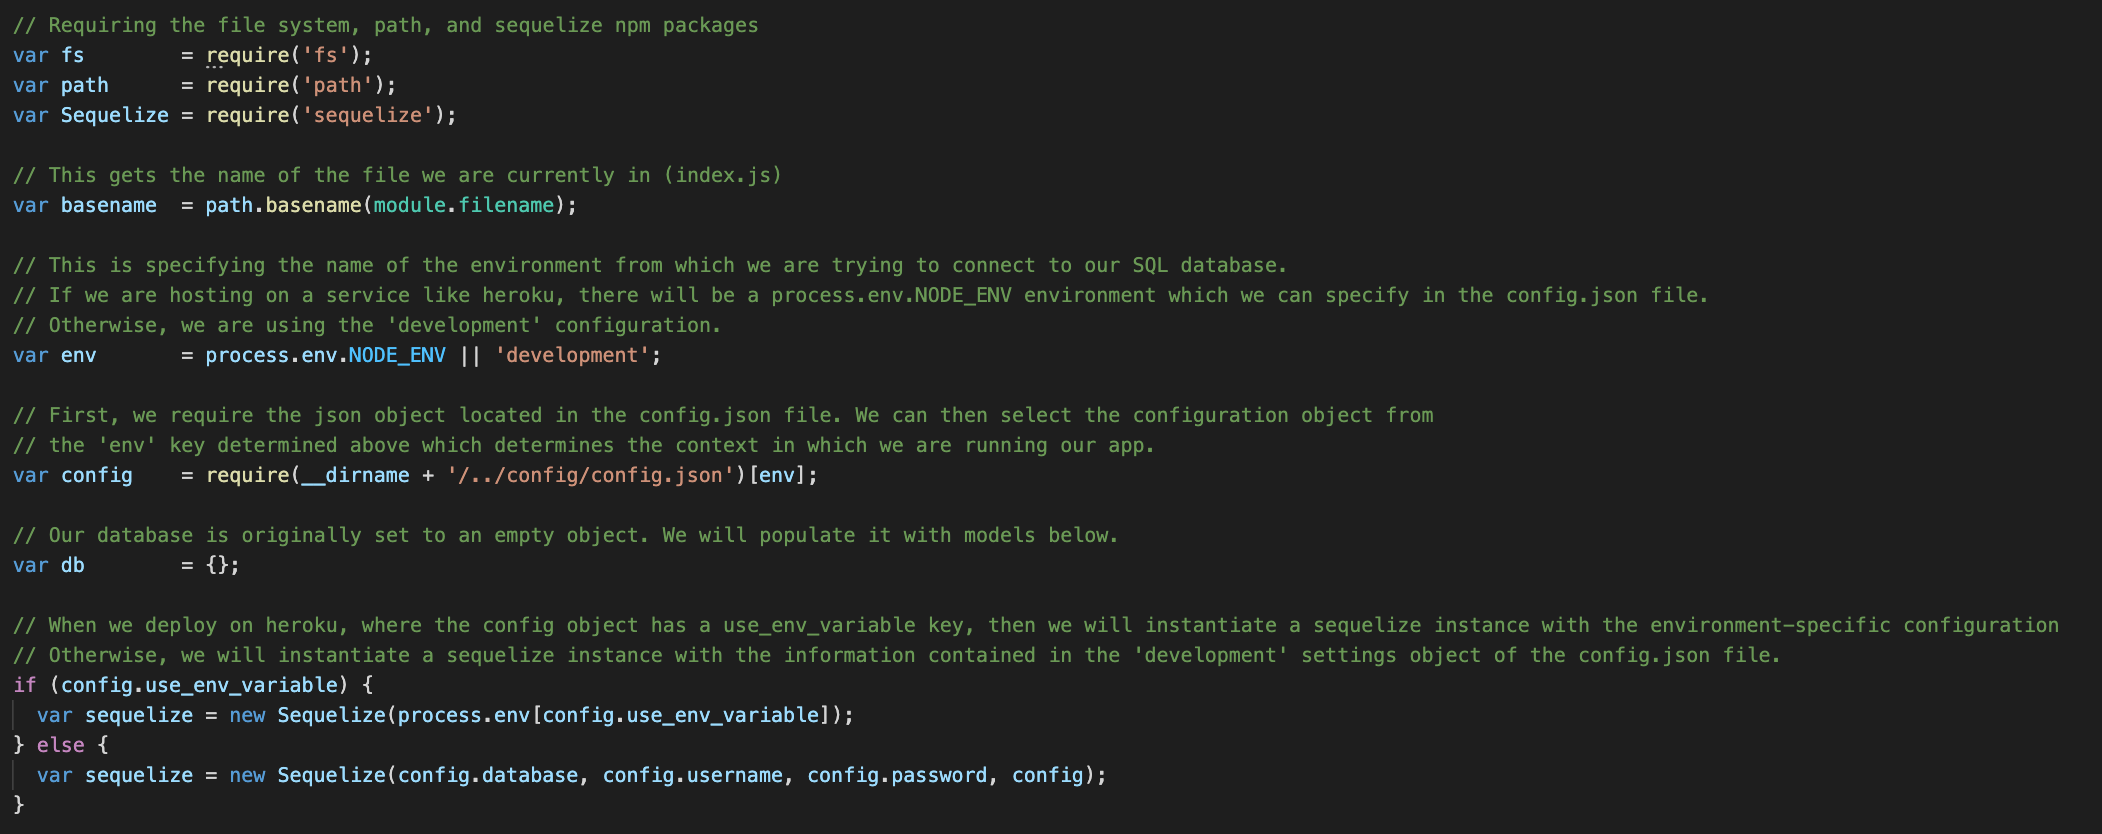 // Requiring the file system, path, and sequelize npm packages
var fs        = require('fs');
var path      = require('path');
var Sequelize = require('sequelize');

// This gets the name of the file we are currently in (index.js)
var basename  = path.basename(module.filename);

// This is specifying the name of the environment from which we are trying to connect to our SQL database.
// If we are hosting on a service like heroku, there will be a process.env.NODE_ENV environment which we can specify in the config.json file.
// Otherwise, we are using the 'development' configuration.
var env       = process.env.NODE_ENV || 'development';

// First, we require the json object located in the config.json file. We can then select the configuration object from
// the 'env' key determined above which determines the context in which we are running our app.
var config    = require(__dirname + '/../config/config.json')[env];

// Our database is originally set to an empty object. We will populate it with models below.
var db        = {};

// When we deploy on heroku, where the config object has a use_env_variable key, then we will instantiate a sequelize instance with the environment-specific configuration
// Otherwise, we will instantiate a sequelize instance with the information contained in the 'development' settings object of the config.json file.
if (config.use_env_variable) {
  var sequelize = new Sequelize(process.env[config.use_env_variable]);
} else {
  var sequelize = new Sequelize(config.database, config.username, config.password, config);
}